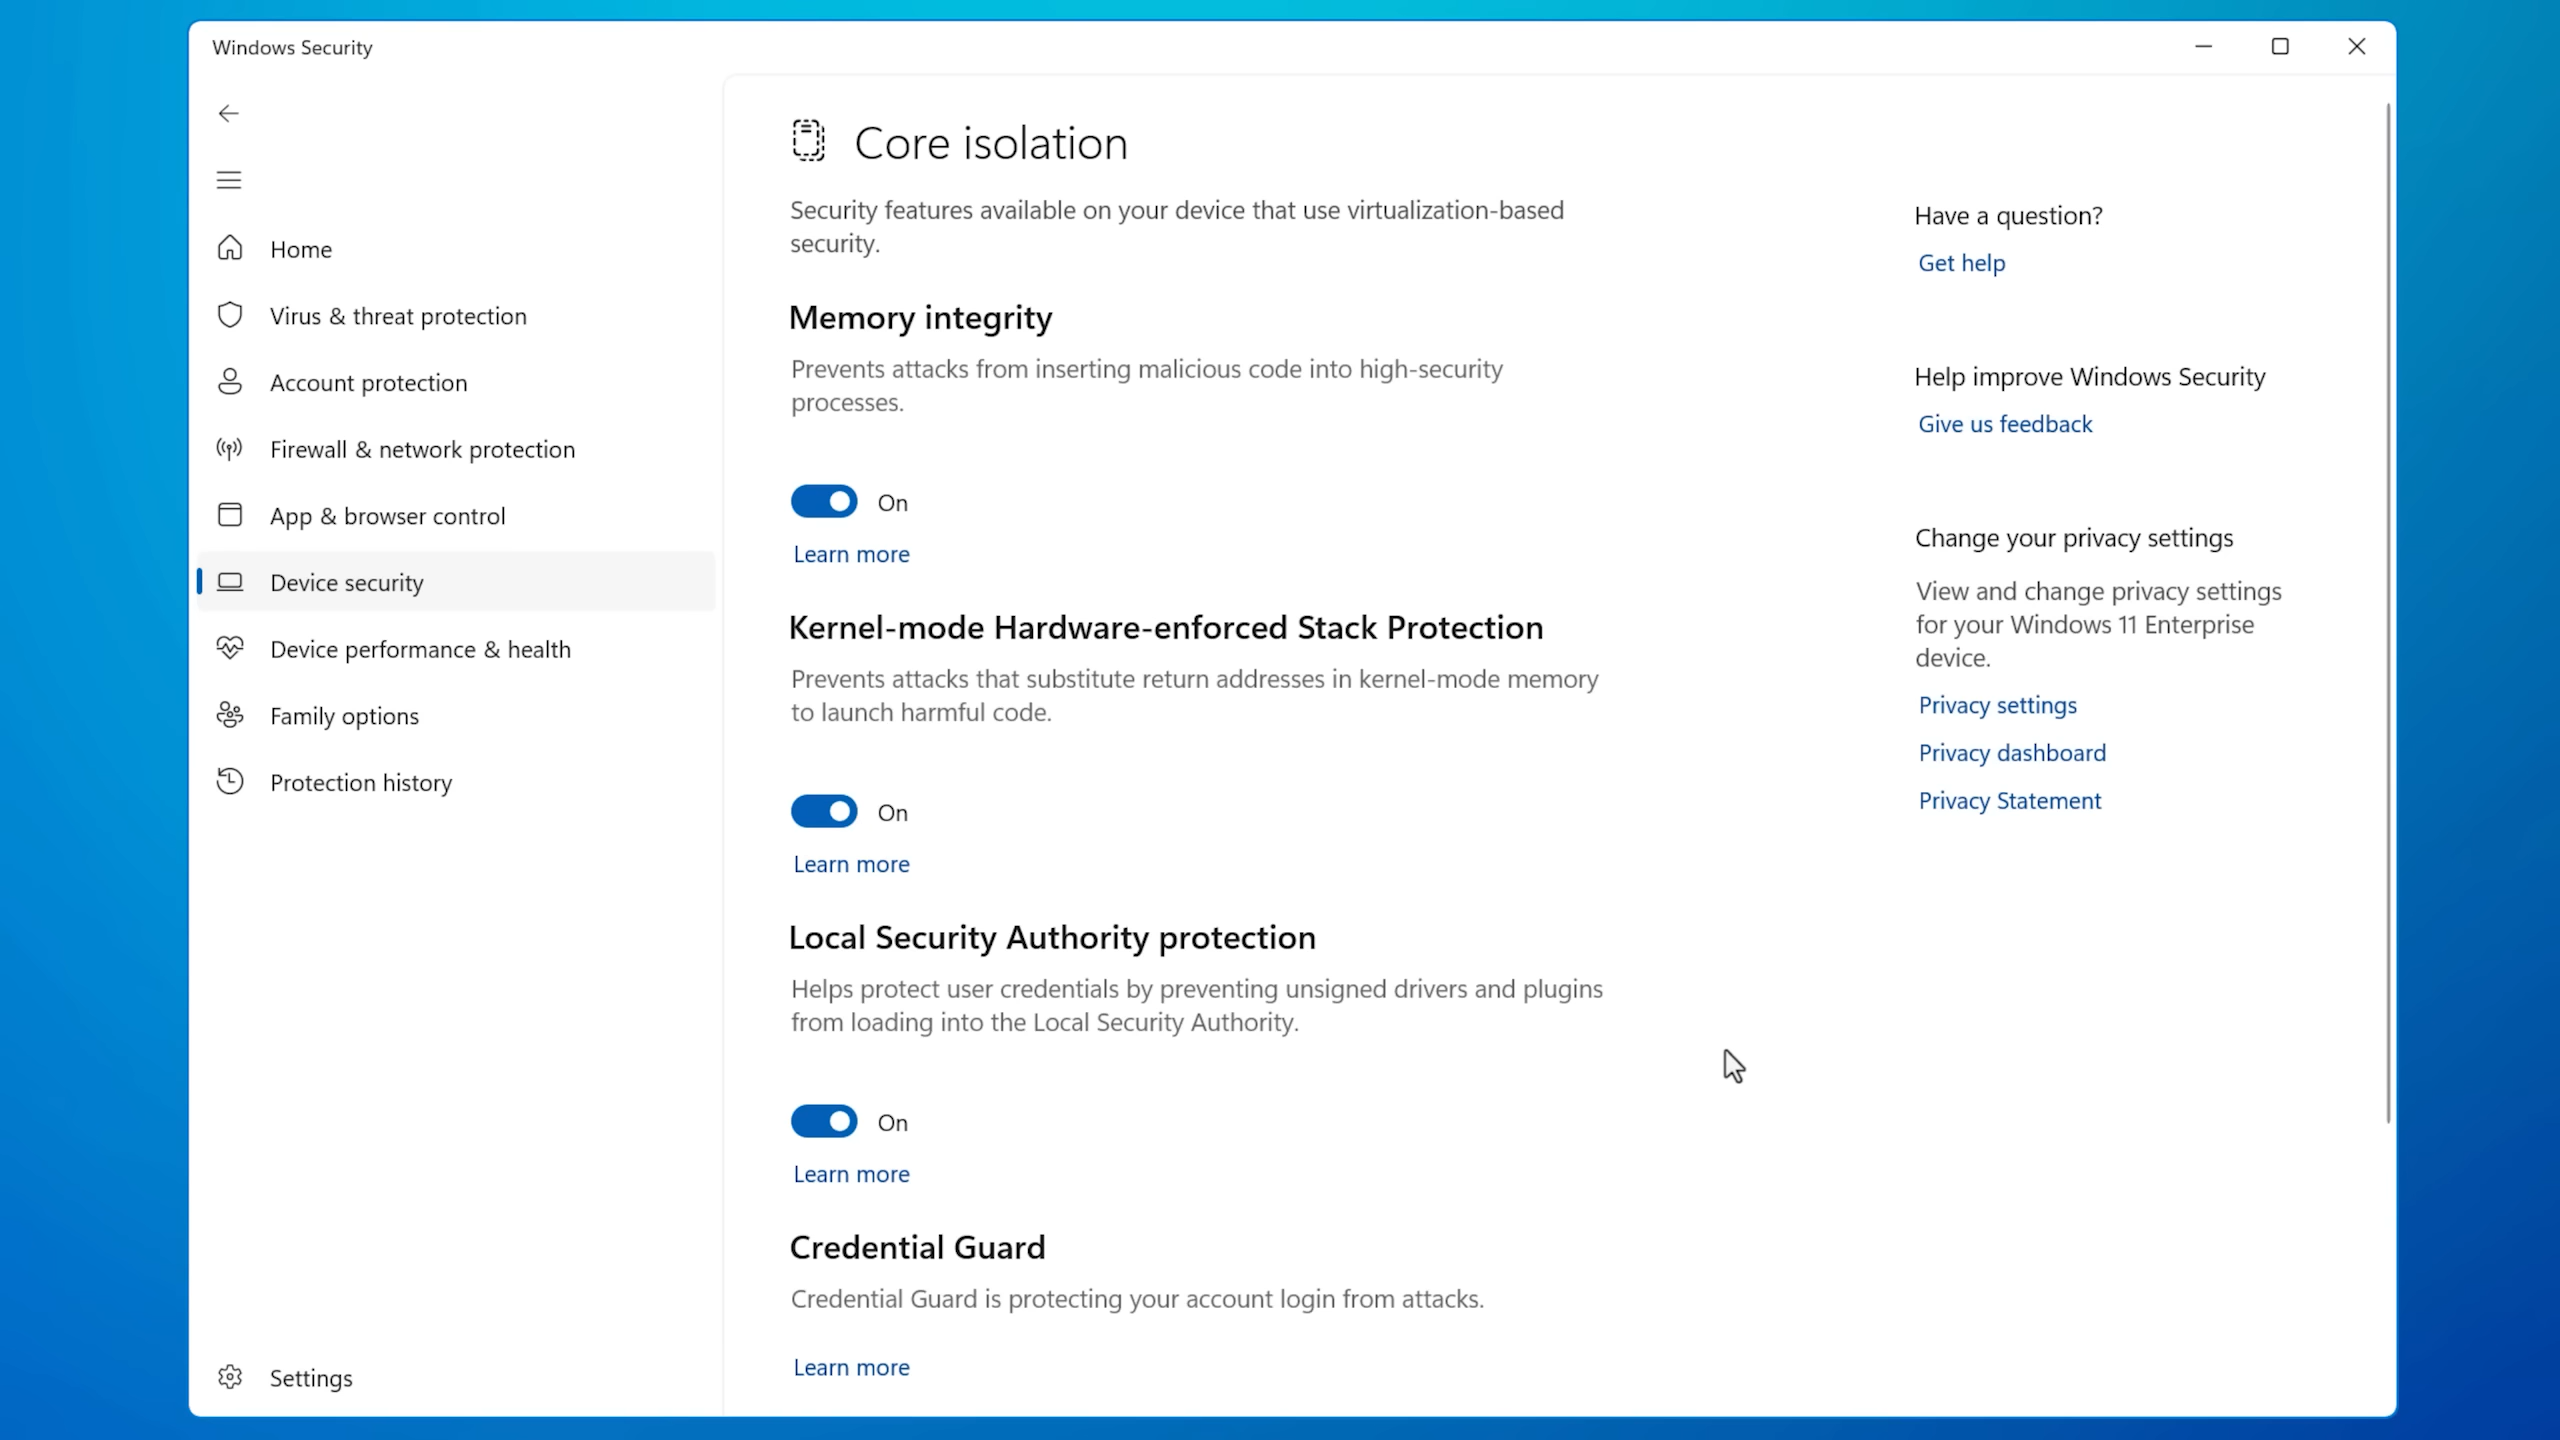 Windows Security
Home
Virus & threat protection
Account protection
Firewall & network protection
App & browser control
Device security
Device performance & health
Family options
Protection history
Settings
Core isolation
Security features available on your device that use virtualization-based
security.
Memory integrity
Prevents attacks from inserting malicious code into high-security
processes.
On
Learn more
Kernel-mode Hardware-enforced Stack Protection
Prevents attacks that substitute return addresses in kernel-mode memory
to launch harmful code.
On
Learn more
Local Security Authority protection
Helps protect user credentials by preventing unsigned drivers and plugins
from loading into the Local Security Authority.
On
Learn more
Credential Guard
Credential Guard is protecting your account login from attacks.
Learn more
Have a question?
Get help
Help improve Windows Security
Give us feedback
Change your privacy settings
View and change privacy settings
for your Windows 11 Enterprise
device.
Privacy settings
Privacy dashboard
Privacy Statement